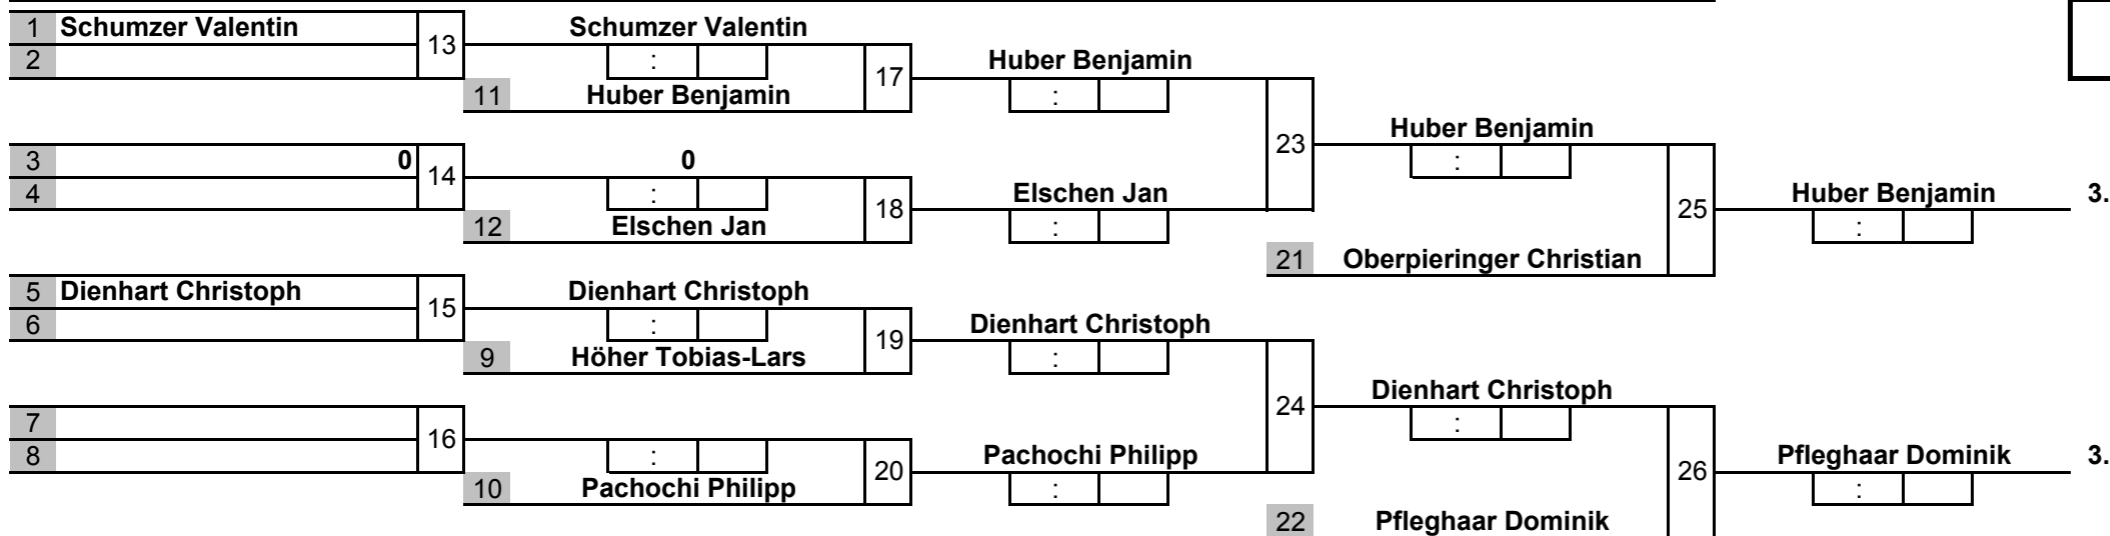 1 Schumzer Valentin 13 Schumzer Valentin
2 : 17 Huber Benjamin
11 Huber Benjamin :
23 Huber Benjamin
3 0 14 0 :
4 : 18 Elschen Jan 25 Huber Benjamin 3.
12 Elschen Jan : :
21 Oberpieringer Christian
5 Dienhart Christoph 15 Dienhart Christoph
6 : 19 Dienhart Christoph
9 Höher Tobias-Lars :
24 Dienhart Christoph
7 16 :
8 : 20 Pachochi Philipp 26 Pfleghaar Dominik 3.
10 Pachochi Philipp : :
22 Pfleghaar Dominik